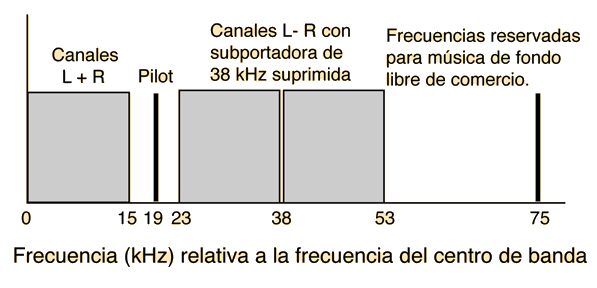 Canales
L + R
Pilot
Canales L- R con
subportadora de
38 kHz suprimida
Frecuencias reservadas
para música de fondo
libre de comercio.
0 15 19 23 38 53 75
Frecuencia (kHz) relativa a la frecuencia del centro de banda